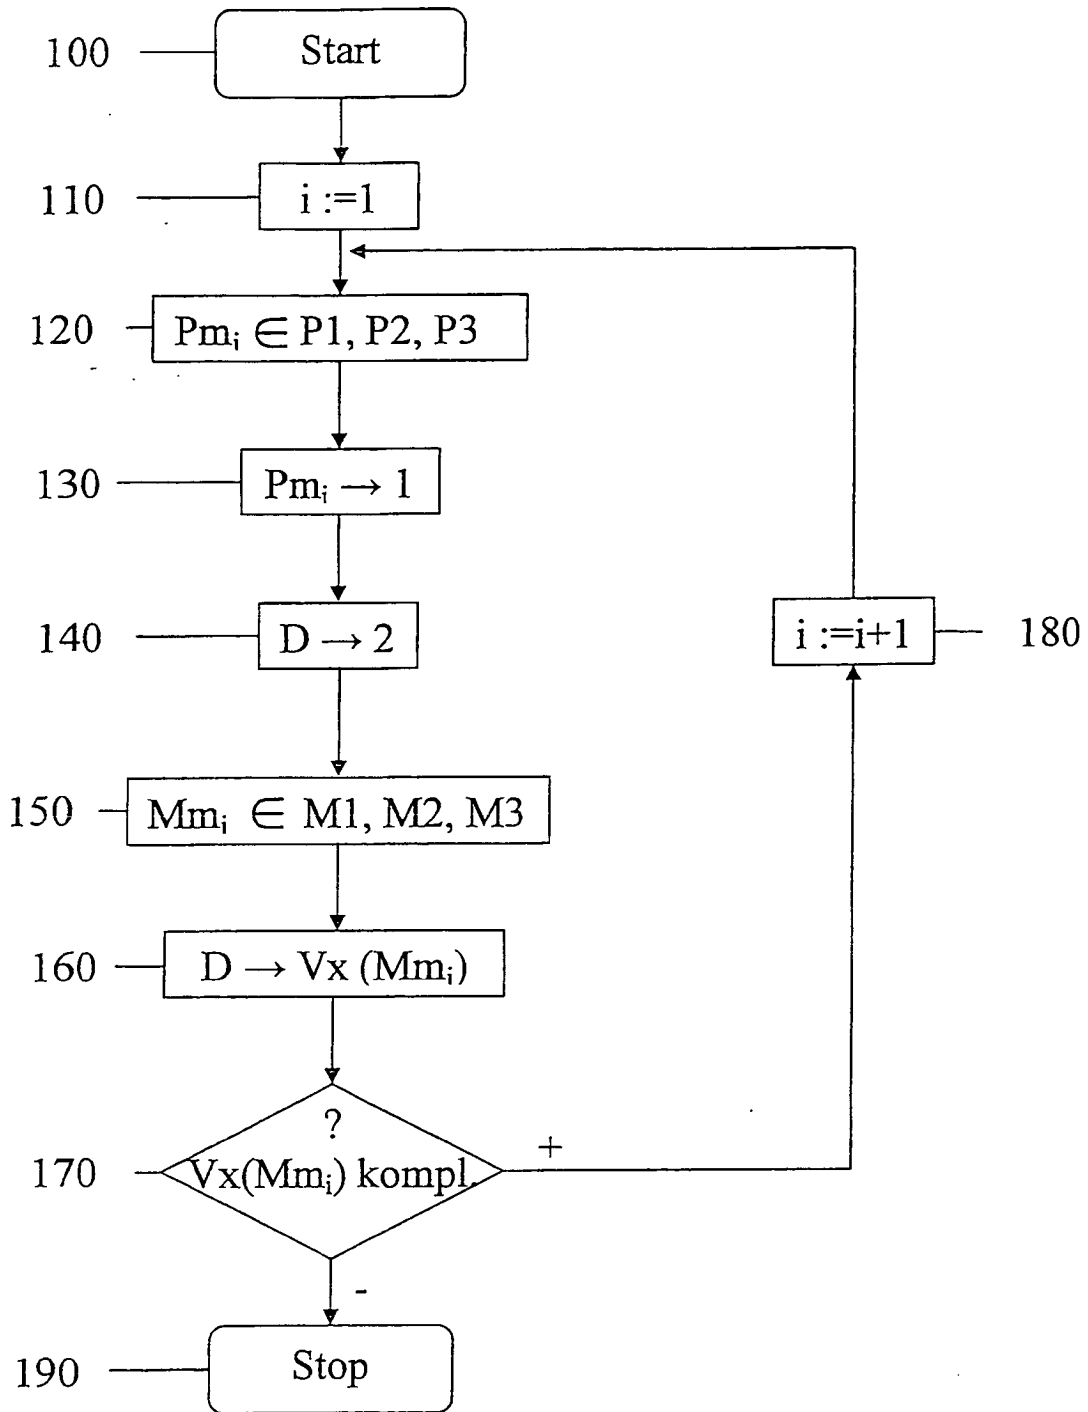 100 Start
110 i :=1
120 Pmᵢ ∈ P1, P2, P3
130 Pmᵢ → 1
140 D → 2
i :=i+1 180
150 Mmᵢ ∈ M1, M2, M3
160 D → Vx (Mmᵢ)
?
+
170 Vx(Mmᵢ) kompl.
-
190 Stop